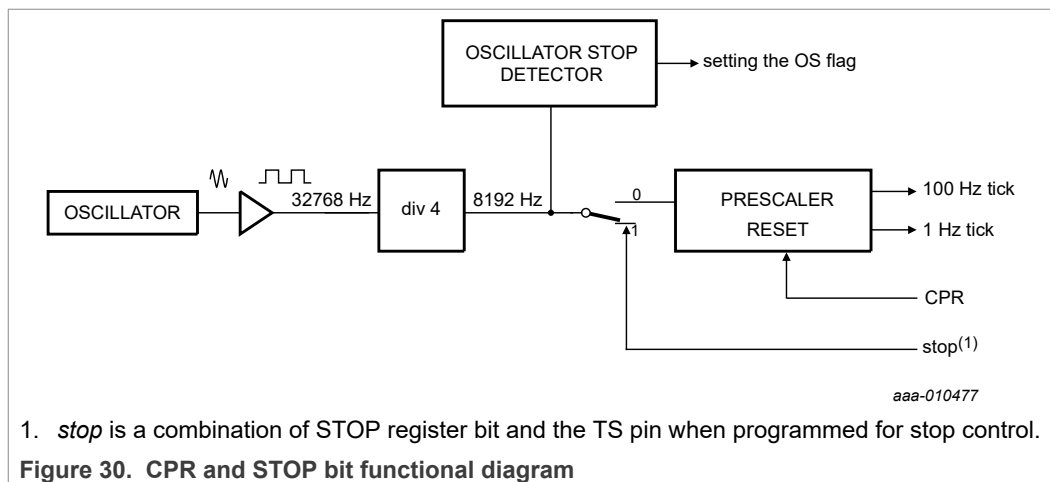 OSCILLATOR STOP
DETECTOR
setting the OS flag
OSCILLATOR
32768 Hz
div 4
8192 Hz
0
1
PRESCALER
RESET
100 Hz tick
1 Hz tick
CPR
stop(1)
aaa-010477
1. stop is a combination of STOP register bit and the TS pin when programmed for stop control.
Figure 30. CPR and STOP bit functional diagram